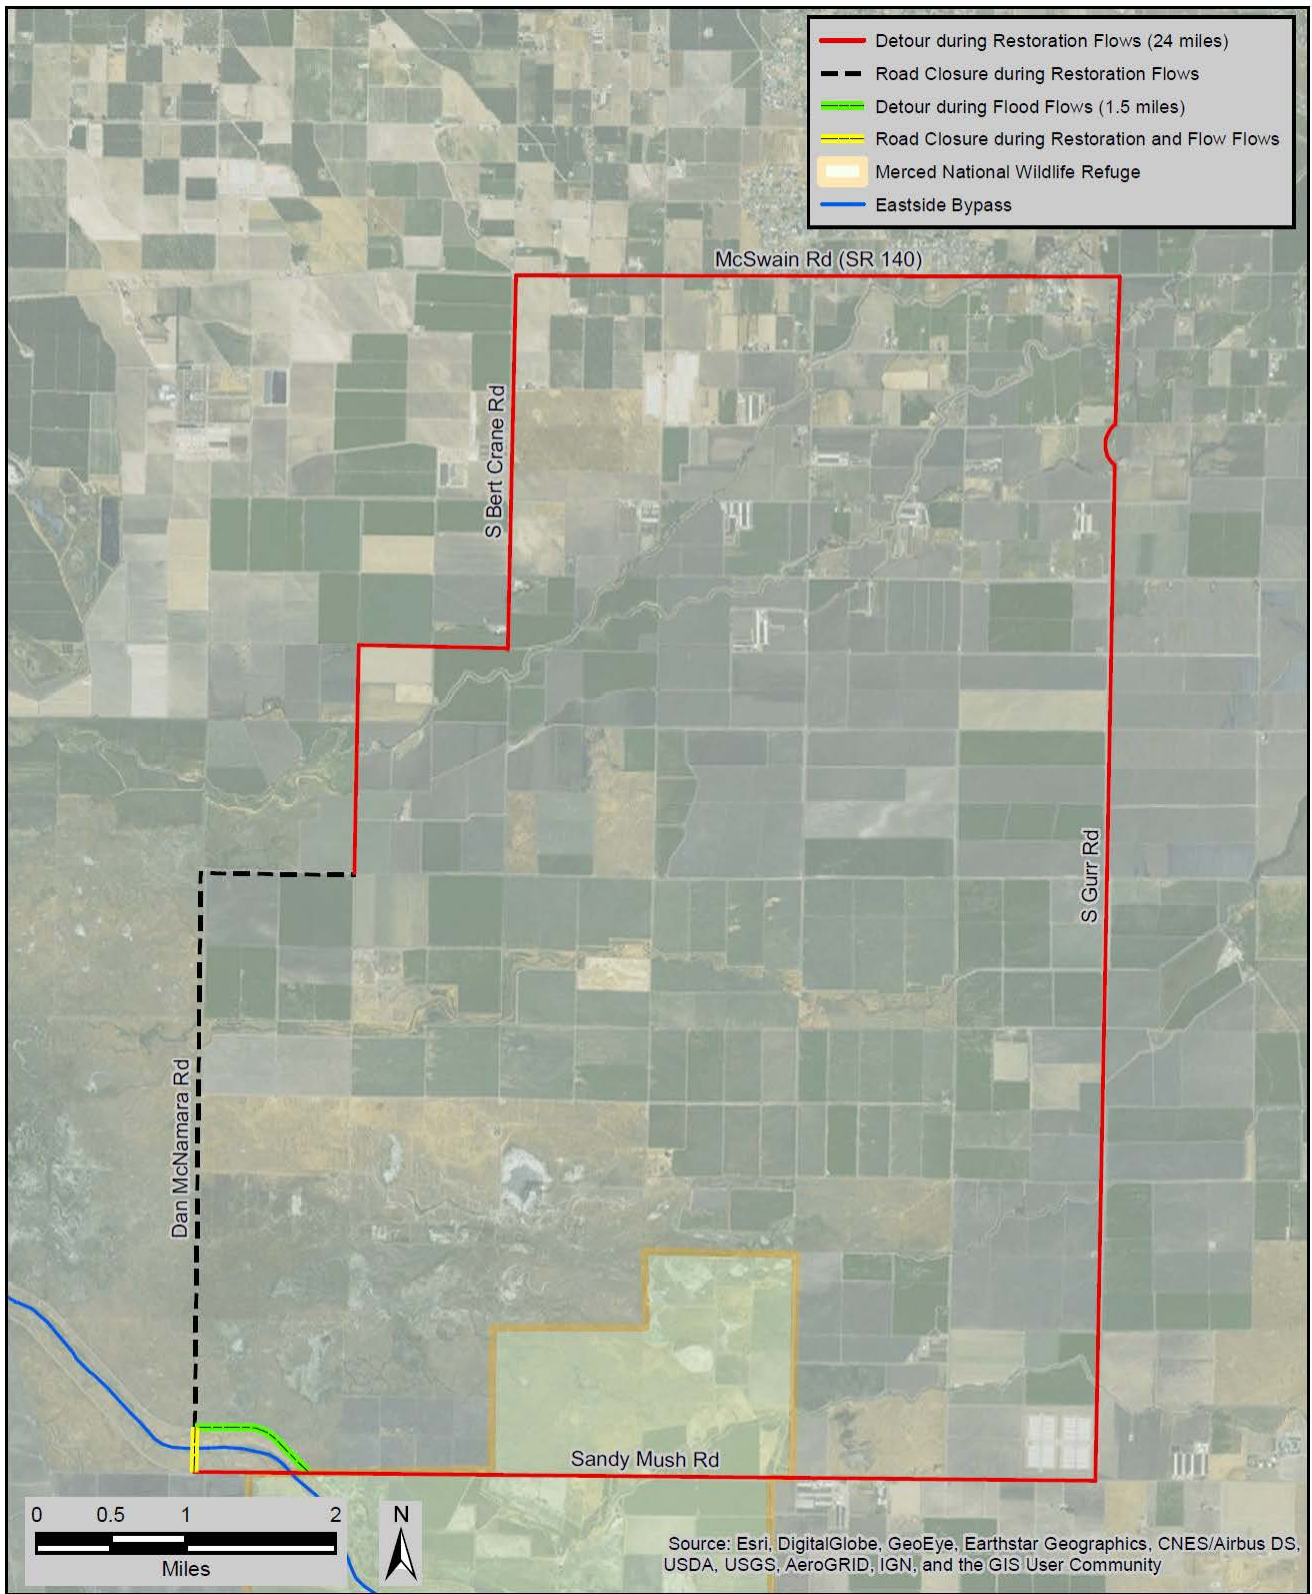 Detour during Restoration Flows (24 miles)
Road Closure during Restoration Flows
Detour during Flood Flows (1.5 miles)
Road Closure during Restoration and Flow Flows
Merced National Wildlife Refuge
Eastside Bypass
McSwain Rd (SR 140)
S Bert Crane Rd
S Gurr Rd
Dan McNamara Rd
Sandy Mush Rd
0 0.5 1 2
Miles
N
Source: Esri, DigitalGlobe, GeoEye, Earthstar Geographics, CNES/Airbus DS,
USDA, USGS, AeroGRID, IGN, and the GIS User Community